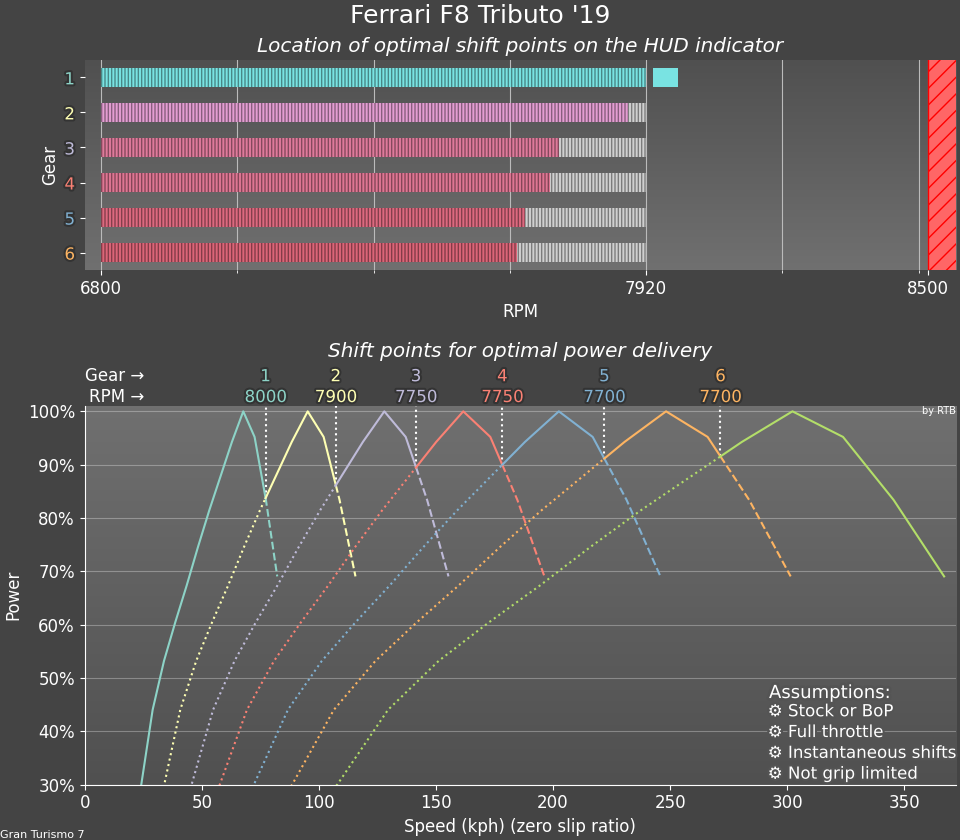 Ferrari F8 Tributo '19
Location of optimal shift points on the HUD indicator
Gear
1
2
3
4
5
6
6800 7920 8500
RPM
Shift points for optimal power delivery
Gear → 1 2 3 4 5 6
RPM → 8000 7900 7750 7750 7700 7700
by RTB
Power
100%
90%
80%
70%
60%
50%
40%
30%
Assumptions:
⚙ Stock or BoP
⚙ Full throttle
⚙ Instantaneous shifts
⚙ Not grip limited
0 50 100 150 200 250 300 350
Speed (kph) (zero slip ratio)
Gran Turismo 7